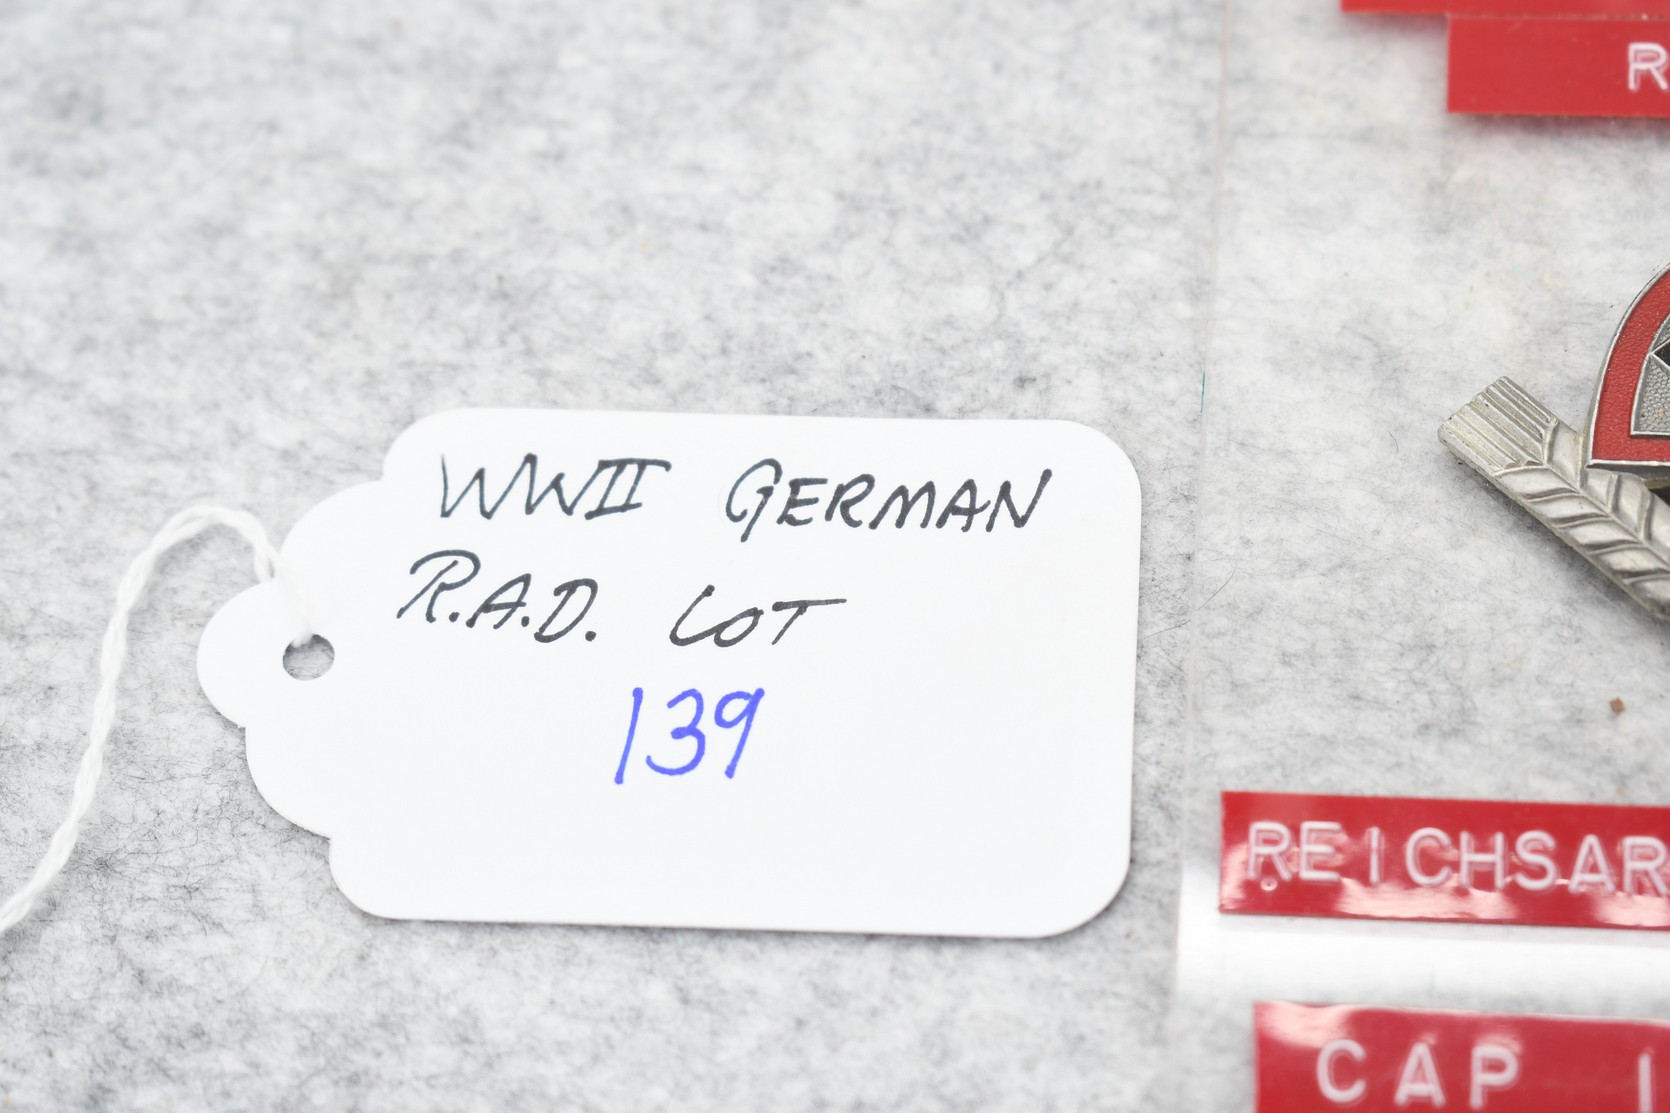 R
WWII GERMAN
R.A.D. LOT
139
REICHSAR
CAP I